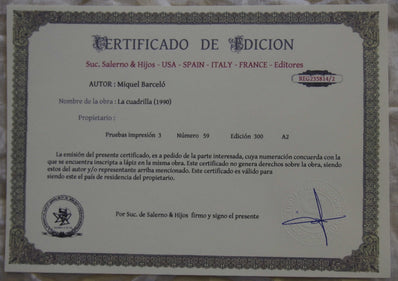 CERTIFICADO DE EDICION
Suc. Salerno & Hijos - USA - SPAIN - ITALY - FRANCE - Editores
REG235834/2
AUTOR : Miquel Barceló
Nombre de la obra : La cuadrilla (1990)
Propietario :
Pruebas impresión 3 Número 59 Edición 300 A2
La emisión del presente certificado, es a pedido de la parte interesada, cuya numeración concuerda con la
que se encuentra inscripta a lápiz en la misma obra. Este certificado no genera derechos sobre la obra, siendo
estos del autor y/o representante arriba mencionado. Este certificado es válido para
siendo este el país de residencia del propietario.
Por Suc. de Salerno & Hijos firmo y signo el presente